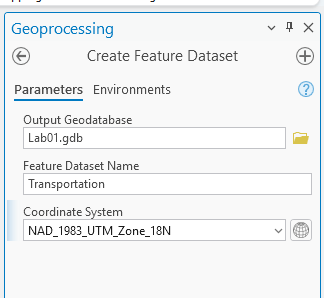 Geoprocessing
Create Feature Dataset
Parameters Environments
Output Geodatabase
Lab01.gdb
Feature Dataset Name
Transportation
Coordinate System
NAD_1983_UTM_Zone_18N